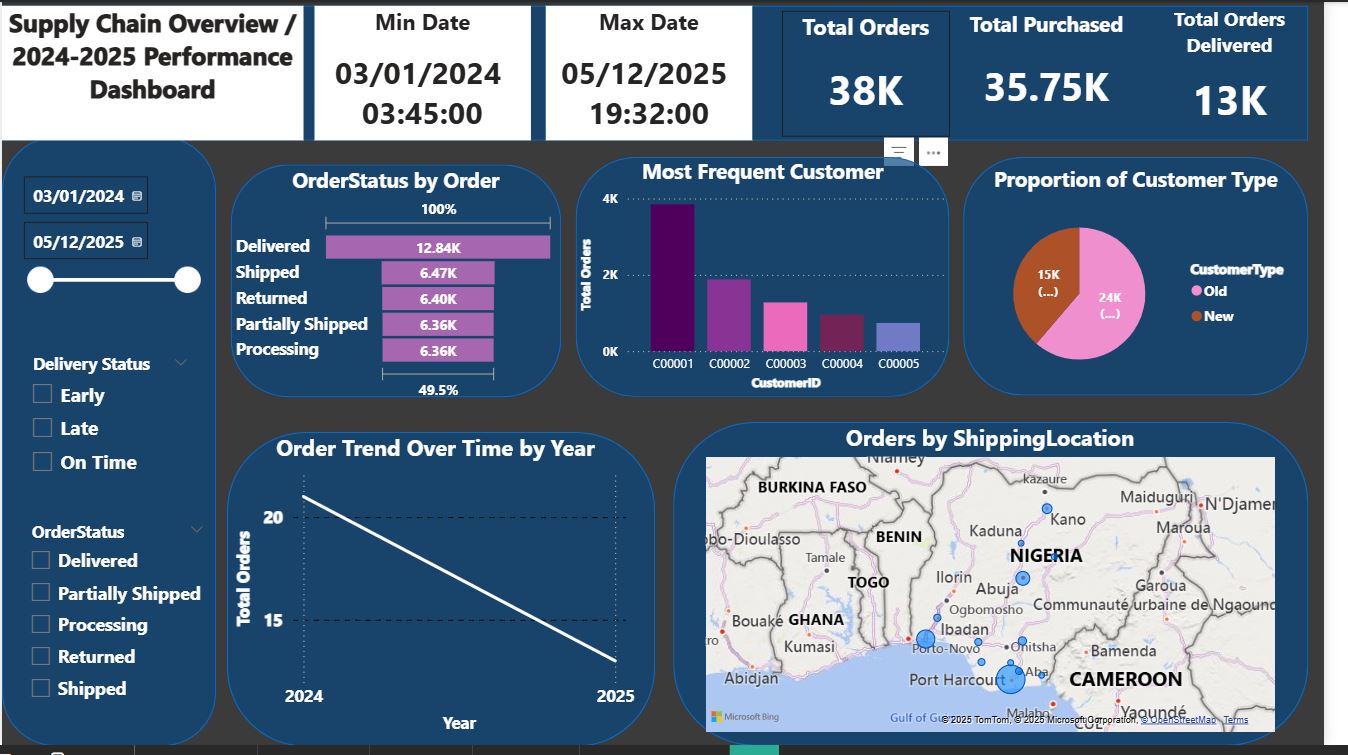 Supply Chain Overview /
2024-2025 Performance
Dashboard
Min Date
03/01/2024
03:45:00
Max Date
05/12/2025
19:32:00
Total Orders
38K
Total Purchased
35.75K
Total Orders
Delivered
13K
03/01/2024
05/12/2025
Delivery Status
Early
Late
On Time
OrderStatus
Delivered
Partially Shipped
Processing
Returned
Shipped
OrderStatus by Order
100%
Delivered 12.84K
Shipped 6.47K
Returned 6.40K
Partially Shipped 6.36K
Processing 6.36K
49.5%
Most Frequent Customer
Total Orders
4K
2K
0K
C00001 C00002 C00003 C00004 C00005
CustomerID
Proportion of Customer Type
15K
(...)
24K
(...)
CustomerType
Old
New
Order Trend Over Time by Year
Total Orders
20
15
2024 2025
Year
Orders by ShippingLocation
Niamey
BURKINA FASO
kazaure
Maiduguri
N'Djamer
Kano
Maroua
bo-Dioulasso
BENIN
Kaduna
Tamale
NIGERIA
TOGO
Ilorin
Abuja
Garoua
Ogbomosho
Communauté urbaine de Ngaound
Bouaké
GHANA
Ibadan
Kumasi
Porto-Novo
Onitsha
Bamenda
Abidjan
Port Harcourt
Aba
CAMEROON
Malabo
Yaoundé
Microsoft Bing
Gulf of Gu
© 2025 TomTom, © 2025 Microsoft Corporation, © OpenStreetMap Terms